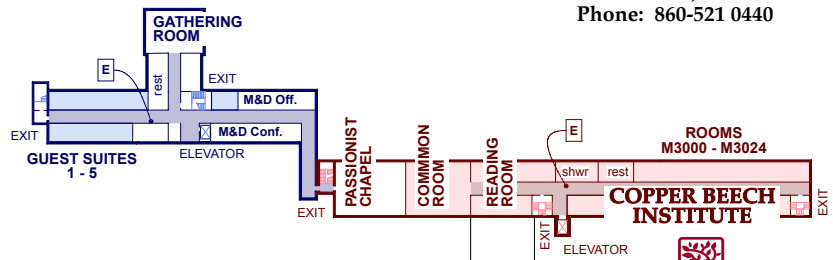 Phone: 860-521 0440
GATHERING
ROOM
E
rest
EXIT
M&D Off.
M&D Conf.
EXIT
ELEVATOR
GUEST SUITES
1 - 5
EXIT
PASSIONIST
CHAPEL
COMMMON
ROOM
READING
ROOM
E
shwr
rest
ROOMS
M3000 - M3024
COPPER BEECH
INSTITUTE
EXIT
EXIT
ELEVATOR